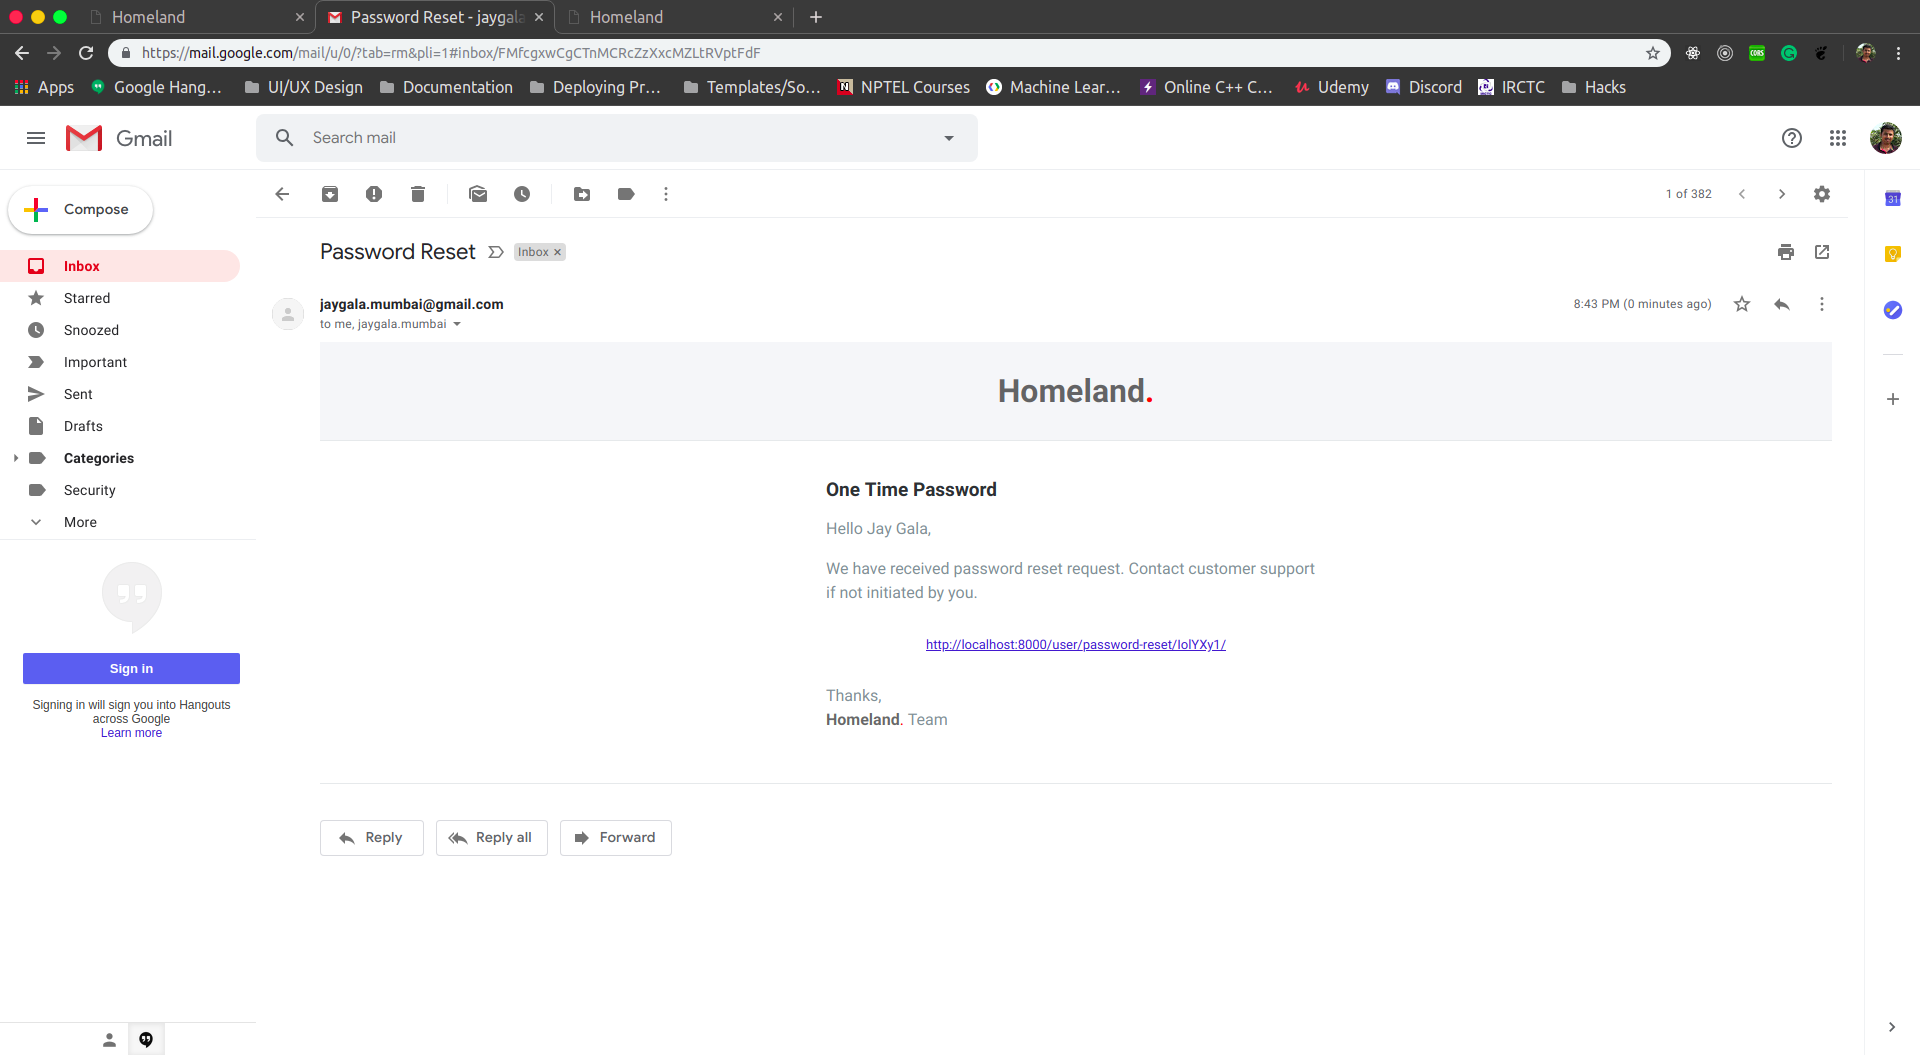 Homeland
Password Reset - jaygala
Homeland
https://mail.google.com/mail/u/0/?tab=rm&pli=1#inbox/FMfcgxwCgCTnMCRcZzXxcMZLtRVptFdF
CORS
Apps
Google Hang...
UI/UX Design
Documentation
Deploying Pr...
Templates/So...
NPTEL Courses
Machine Lear...
Online C++ C...
Udemy
Discord
IRCTC
Hacks
Gmail
Search mail
Compose
1 of 382
31
Inbox
Starred
Snoozed
Important
Sent
Drafts
Categories
Security
More
Sign in
Signing in will sign you into Hangouts
across Google
Learn more
Password Reset
Inbox
jaygala.mumbai@gmail.com
8:43 PM (0 minutes ago)
to me, jaygala.mumbai
Homeland.
One Time Password
Hello Jay Gala,
We have received password reset request. Contact customer support
if not initiated by you.
http://localhost:8000/user/password-reset/IolYXy1/
Thanks,
Homeland. Team
Reply
Reply all
Forward